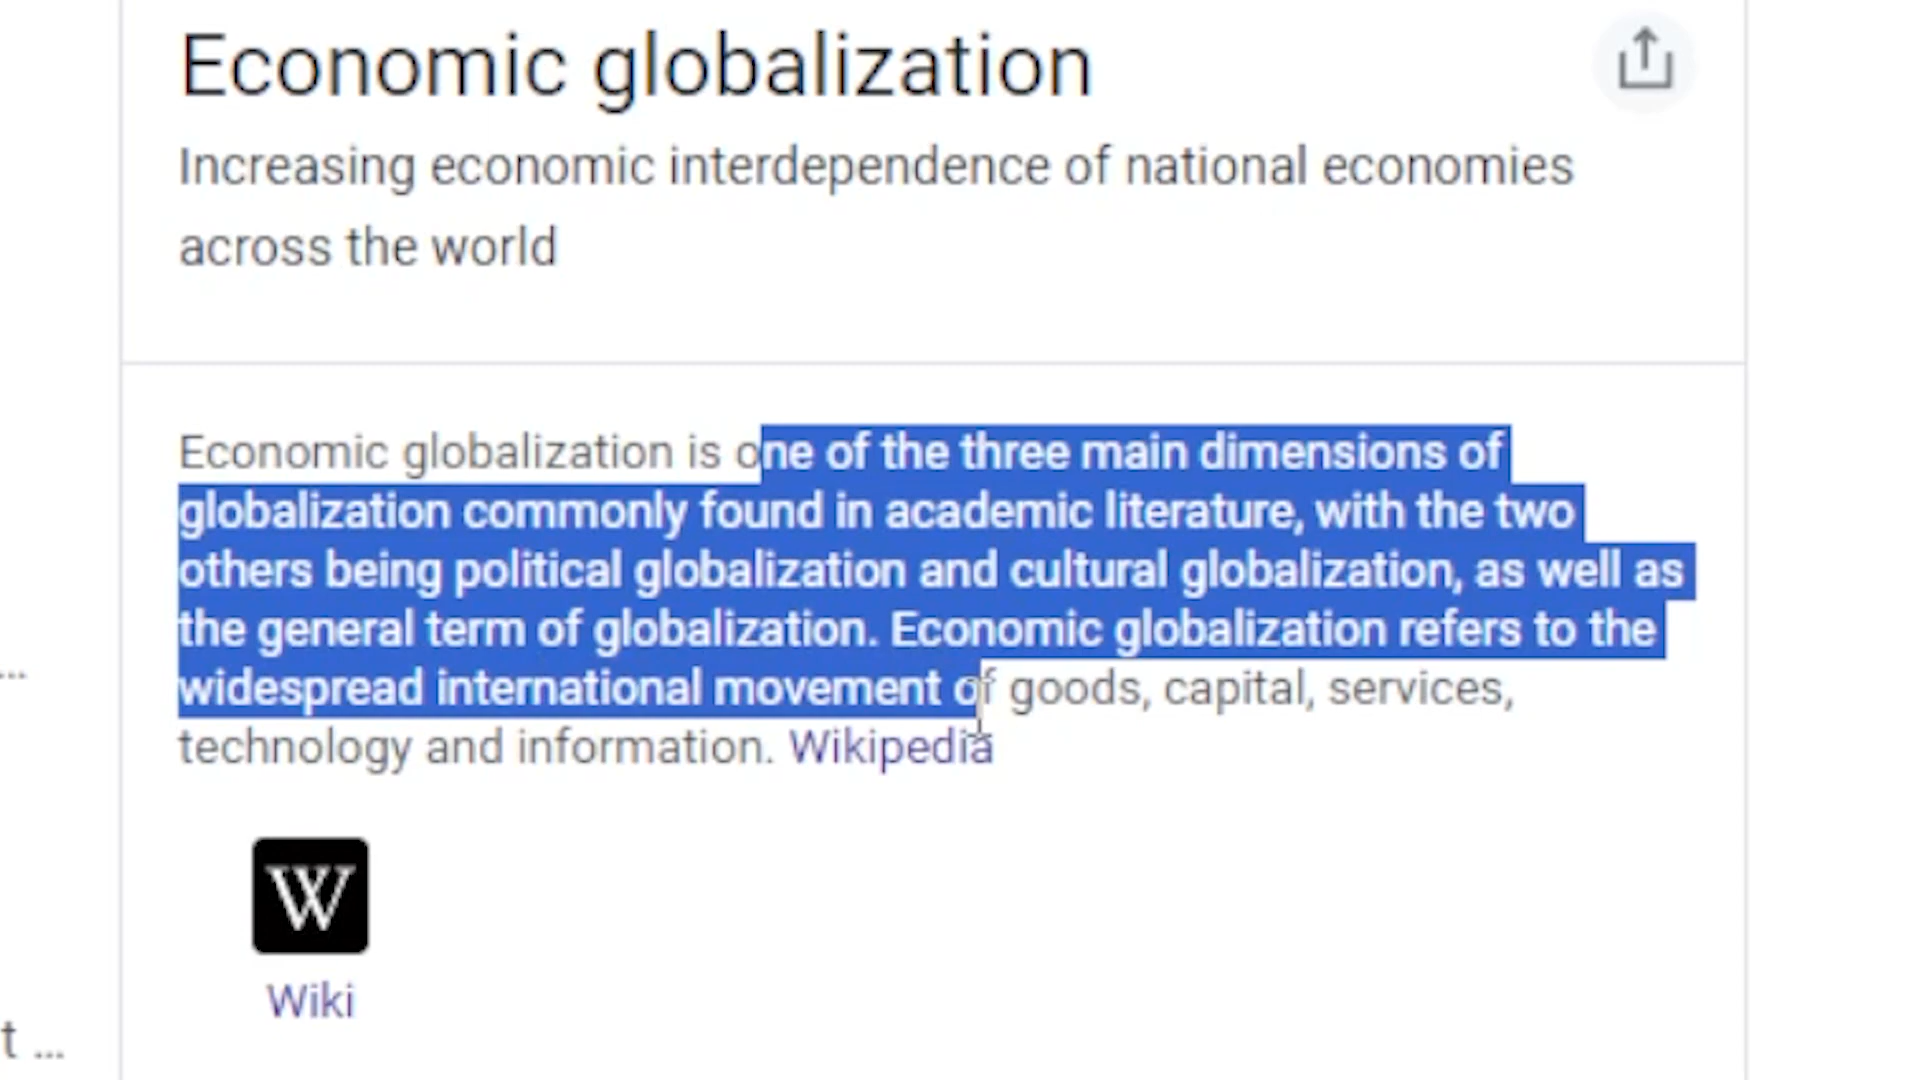 Economic globalization
Increasing economic interdependence of national economies
across the world
Economic globalization is one of the three main dimensions of
globalization commonly found in academic literature, with the two
others being political globalization and cultural globalization, as well as
the general term of globalization. Economic globalization refers to the
widespread international movement of goods, capital, services,
...
technology and information. Wikipedia
W
Wiki
t ...